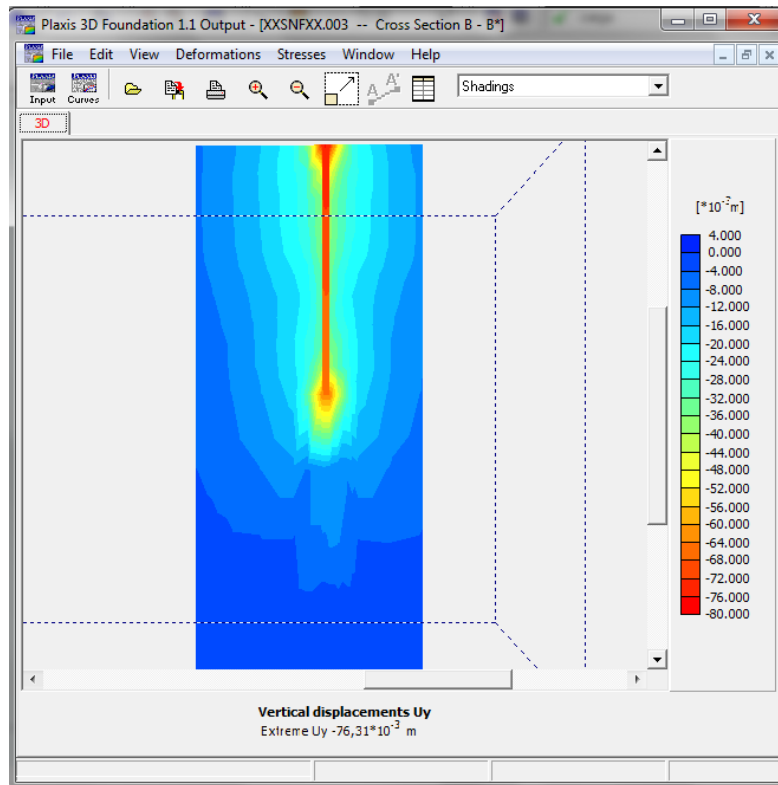 Plaxis 3D Foundation 1.1 Output - [XXSNFXX.003 -- Cross Section B - B*]
File Edit View Deformations Stresses Window Help
PLAXIS PLAXIS A A*
Input Curves
Shadings
3D
[*10⁻²m]
4.000
0.000
-4.000
-8.000
-12.000
-16.000
-20.000
-24.000
-28.000
-32.000
-36.000
-40.000
-44.000
-48.000
-52.000
-56.000
-60.000
-64.000
-68.000
-72.000
-76.000
-80.000
Vertical displacements Uy
Extreme Uy -76,31*10⁻³ m